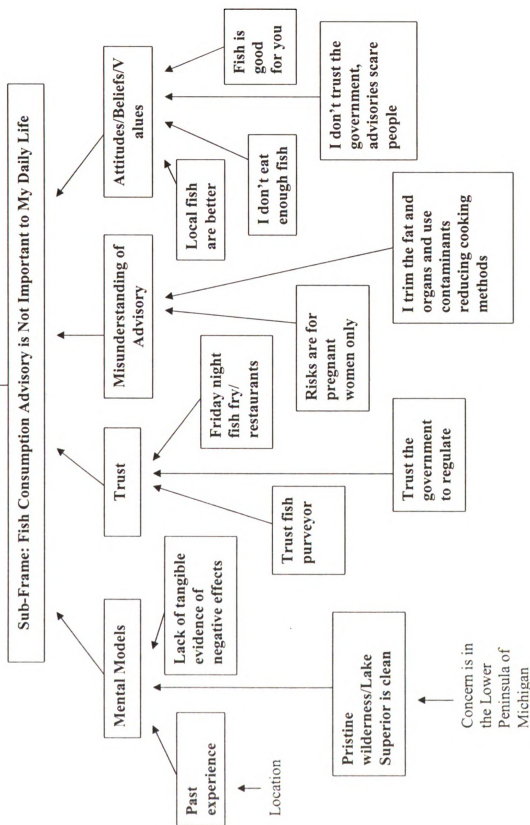 Sub-Frame: Fish Consumption Advisory is Not Important to My Daily Life
Mental Models
Trust
Misunderstanding of
Advisory
Attitudes/Beliefs/V
alues
Past
experience
Location
Pristine
wilderness/Lake
Superior is clean
Concern is in
the Lower
Peninsula of
Michigan
Lack of tangible
evidence of
negative effects
Trust fish
purveyor
Trust the
government
to regulate
Friday night
fish fry/
restaurants
Risks are for
pregnant
women only
I trim the fat and
organs and use
contaminants
reducing cooking
methods
Local fish
are better
I don't eat
enough fish
I don't trust the
government,
advisories scare
people
Fish is
good
for you